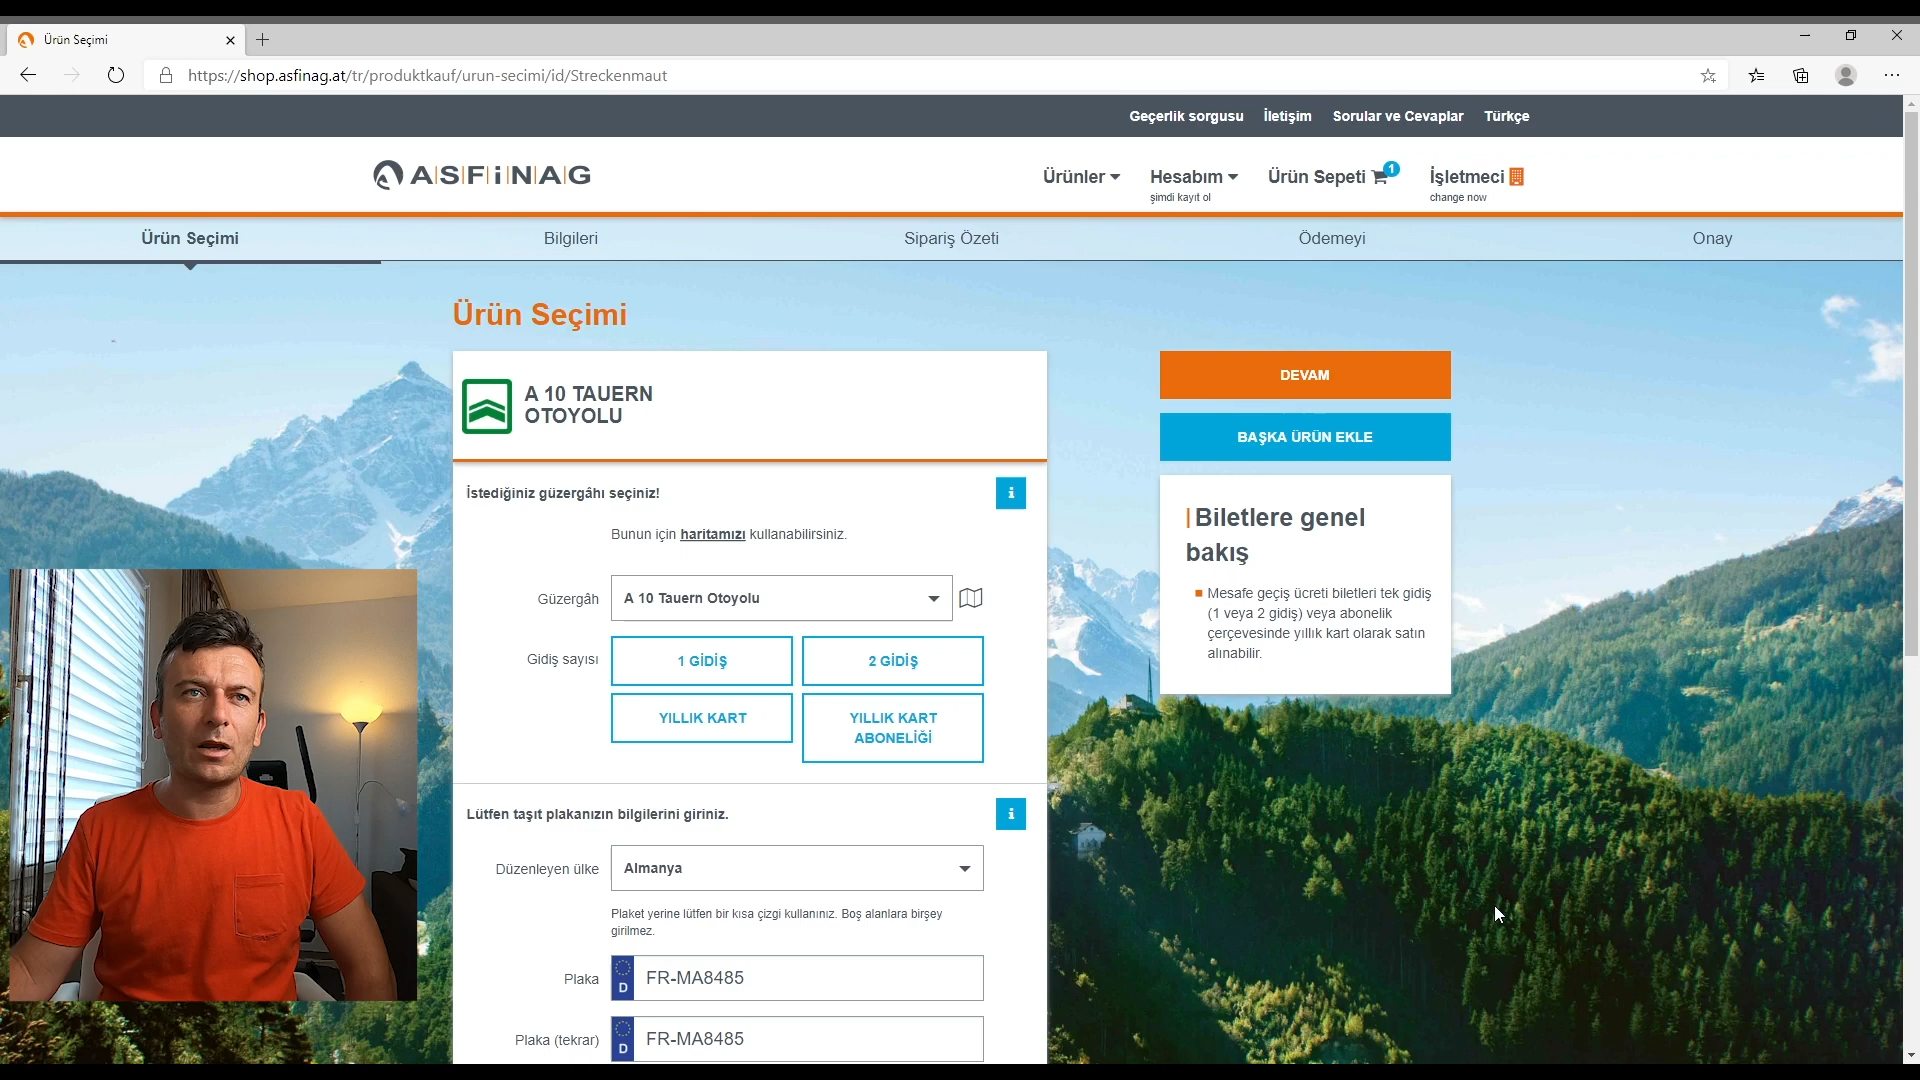 Ürün Seçimi
https://shop.asfinag.at/tr/produktkauf/urun-secimi/id/Streckenmaut
Geçerlik sorgusu İletişim Sorular ve Cevaplar Türkçe
ASFiNAG
Ürünler Hesabım Ürün Sepeti 1 İşletmeci
şimdi kayıt ol change now
Ürün Seçimi Bilgileri Sipariş Özeti Ödemeyi Onay
Ürün Seçimi
A 10 TAUERN
OTOYOLU
DEVAM
BAŞKA ÜRÜN EKLE
İstediğiniz güzergâhı seçiniz!
i
Bunun için haritamızı kullanabilirsiniz.
Güzergâh A 10 Tauern Otoyolu
Gidiş sayısı 1 GİDİŞ 2 GİDİŞ
YILLIK KART YILLIK KART
ABONELİĞİ
Biletlere genel
bakış
Mesafe geçiş ücreti biletleri tek gidiş
(1 veya 2 gidiş) veya abonelik
çerçevesinde yıllık kart olarak satın
alınabilir.
Lütfen taşıt plakanızın bilgilerini giriniz.
i
Düzenleyen ülke Almanya
Plaket yerine lütfen bir kısa çizgi kullanınız. Boş alanlara birşey
girilmez.
Plaka D FR-MA8485
Plaka (tekrar) D FR-MA8485